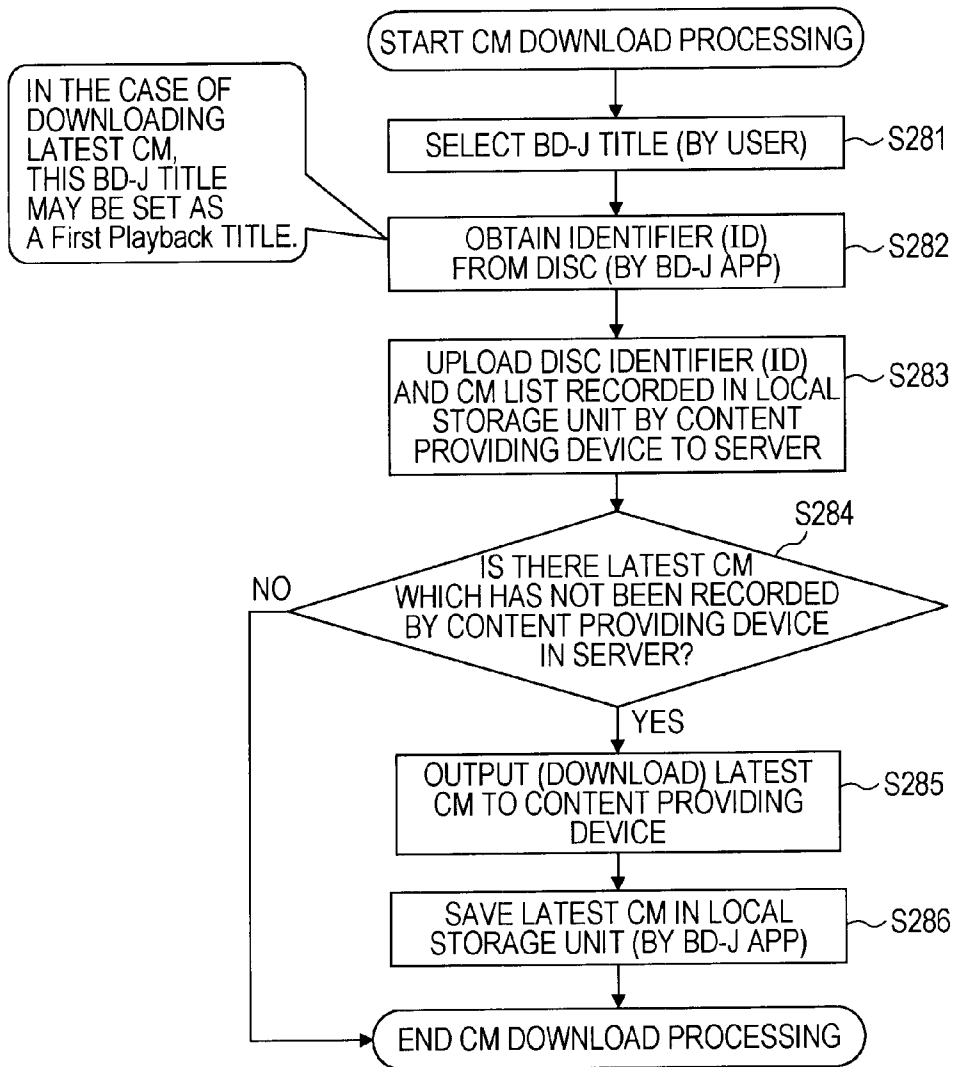 START CM DOWNLOAD PROCESSING
IN THE CASE OF
DOWNLOADING
LATEST CM,
THIS BD-J TITLE
MAY BE SET AS
A First Playback TITLE.
SELECT BD-J TITLE (BY USER)
S281
OBTAIN IDENTIFIER (ID)
FROM DISC (BY BD-J APP)
S282
UPLOAD DISC IDENTIFIER (ID)
AND CM LIST RECORDED IN LOCAL
STORAGE UNIT BY CONTENT
PROVIDING DEVICE TO SERVER
S283
S284
IS THERE LATEST CM
WHICH HAS NOT BEEN RECORDED
BY CONTENT PROVIDING DEVICE
IN SERVER?
NO
YES
OUTPUT (DOWNLOAD) LATEST
CM TO CONTENT PROVIDING
DEVICE
S285
SAVE LATEST CM IN LOCAL
STORAGE UNIT (BY BD-J APP)
S286
END CM DOWNLOAD PROCESSING